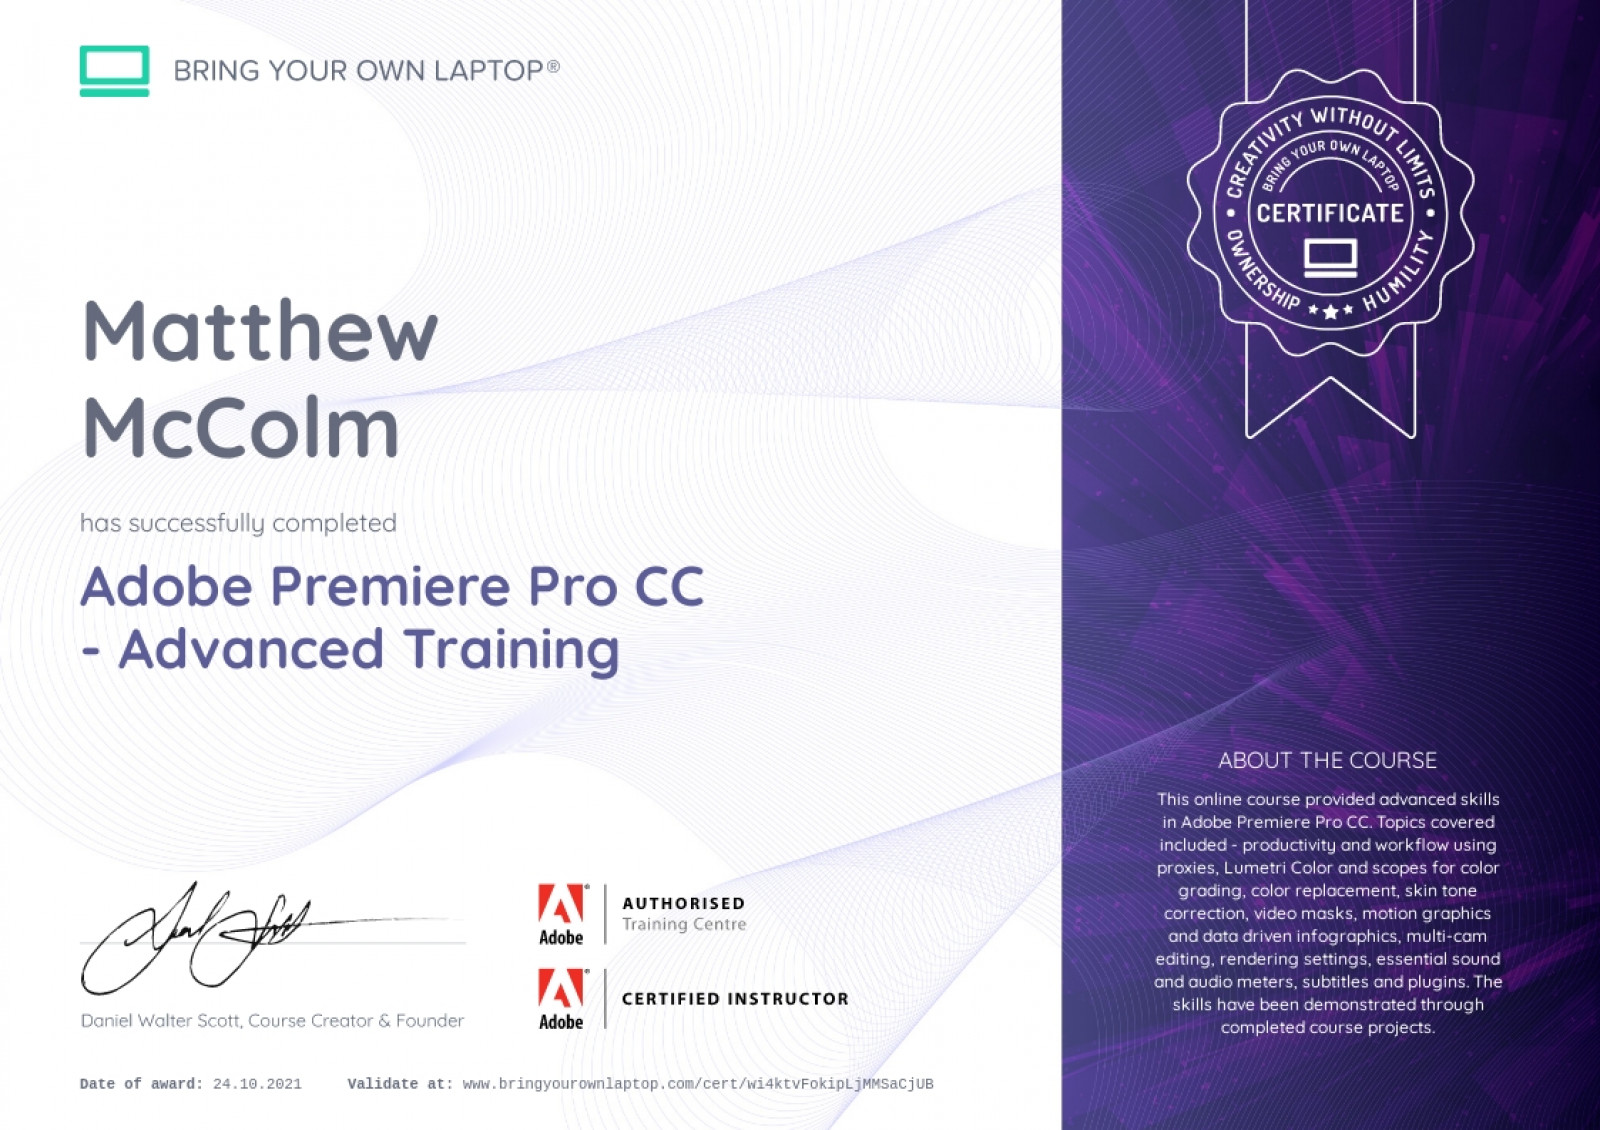 BRING YOUR OWN LAPTOP®
Matthew
McColm
has successfully completed
Adobe Premiere Pro CC
- Advanced Training
Daniel Walter Scott, Course Creator & Founder
Adobe
AUTHORISED
Training Centre
Adobe
CERTIFIED INSTRUCTOR
Date of award: 24.10.2021 Validate at: www.bringyourownlaptop.com/cert/wi4ktvFokipLjMMSaCjUB
CREATIVITY WITHOUT LIMITS
BRING YOUR OWN LAPTOP
CERTIFICATE
OWNERSHIP
HUMILITY
ABOUT THE COURSE
This online course provided advanced skills
in Adobe Premiere Pro CC. Topics covered
included - productivity and workflow using
proxies, Lumetri Color and scopes for color
grading, color replacement, skin tone
correction, video masks, motion graphics
and data driven infographics, multi-cam
editing, rendering settings, essential sound
and audio meters, subtitles and plugins. The
skills have been demonstrated through
completed course projects.